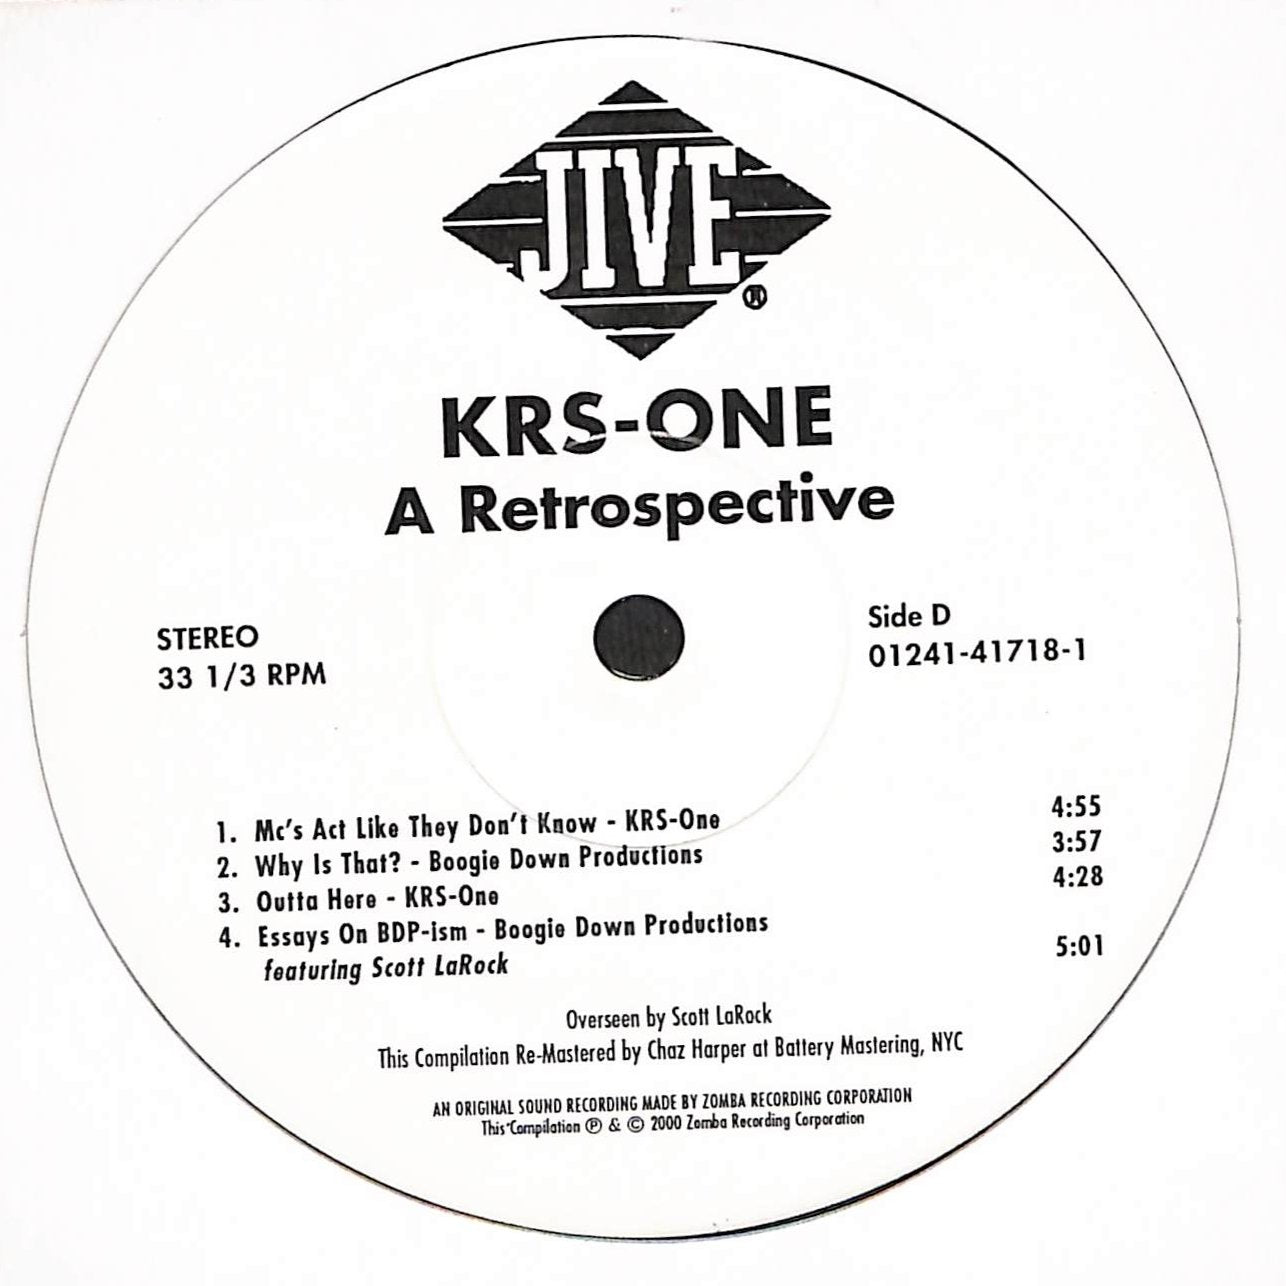 JIVE®
KRS-ONE
A Retrospective
STEREO
33 1/3 RPM
Side D
01241-41718-1
1. Mc's Act Like They Don't Know - KRS-One 4:55
2. Why Is That? - Boogie Down Productions 3:57
3. Outta Here - KRS-One 4:28
4. Essays On BDP-ism - Boogie Down Productions
featuring Scott LaRock 5:01
Overseen by Scott LaRock
This Compilation Re-Mastered by Chaz Harper at Battery Mastering, NYC
AN ORIGINAL SOUND RECORDING MADE BY ZOMBA RECORDING CORPORATION
This Compilation ℗ & © 2000 Zomba Recording Corporation